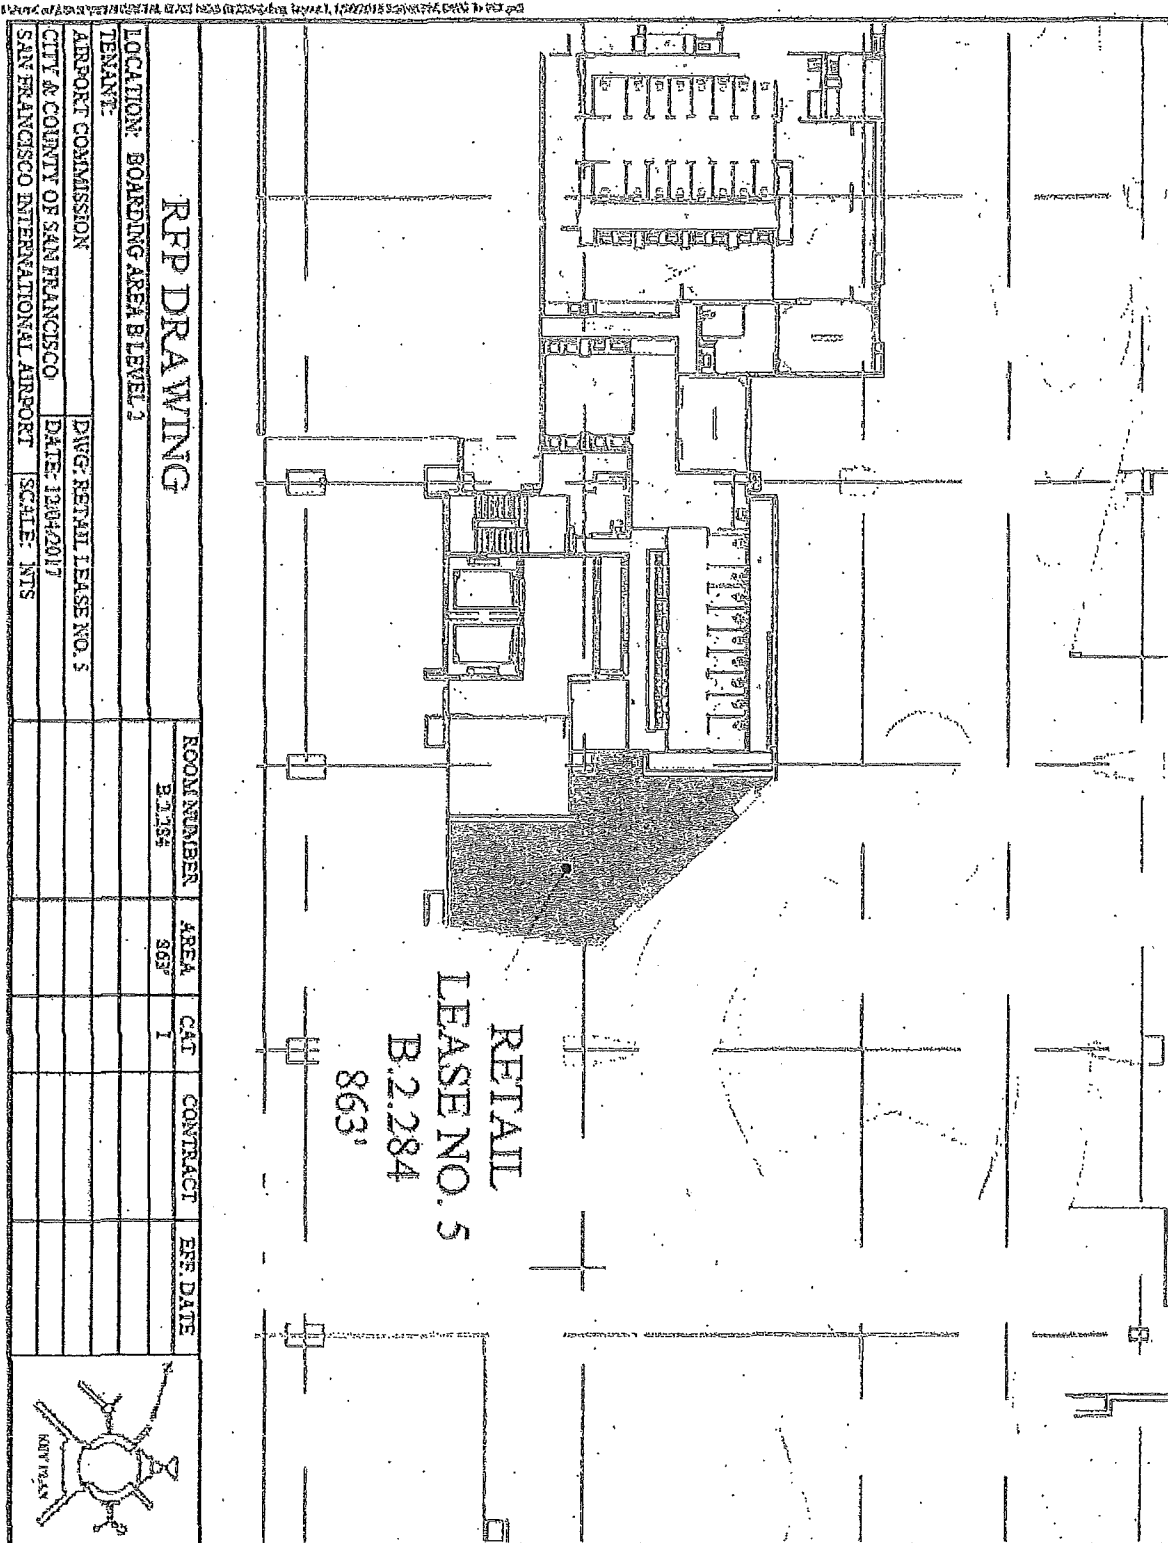 RETAIL
LEASE NO. 5
B.2.284
863'
RFP DRAWING
LOCATION: BOARDING AREA B LEVEL 2
TENANT:
AIRPORT COMMISSION
CITY & COUNTY OF SAN FRANCISCO
SAN FRANCISCO INTERNATIONAL AIRPORT
DWG: RETAIL LEASE NO. 5
DATE: 12/04/2017
SCALE: NTS
ROOM NUMBER AREA CAT CONTRACT EFF. DATE
B.2.284 863' I
KEY PLAN